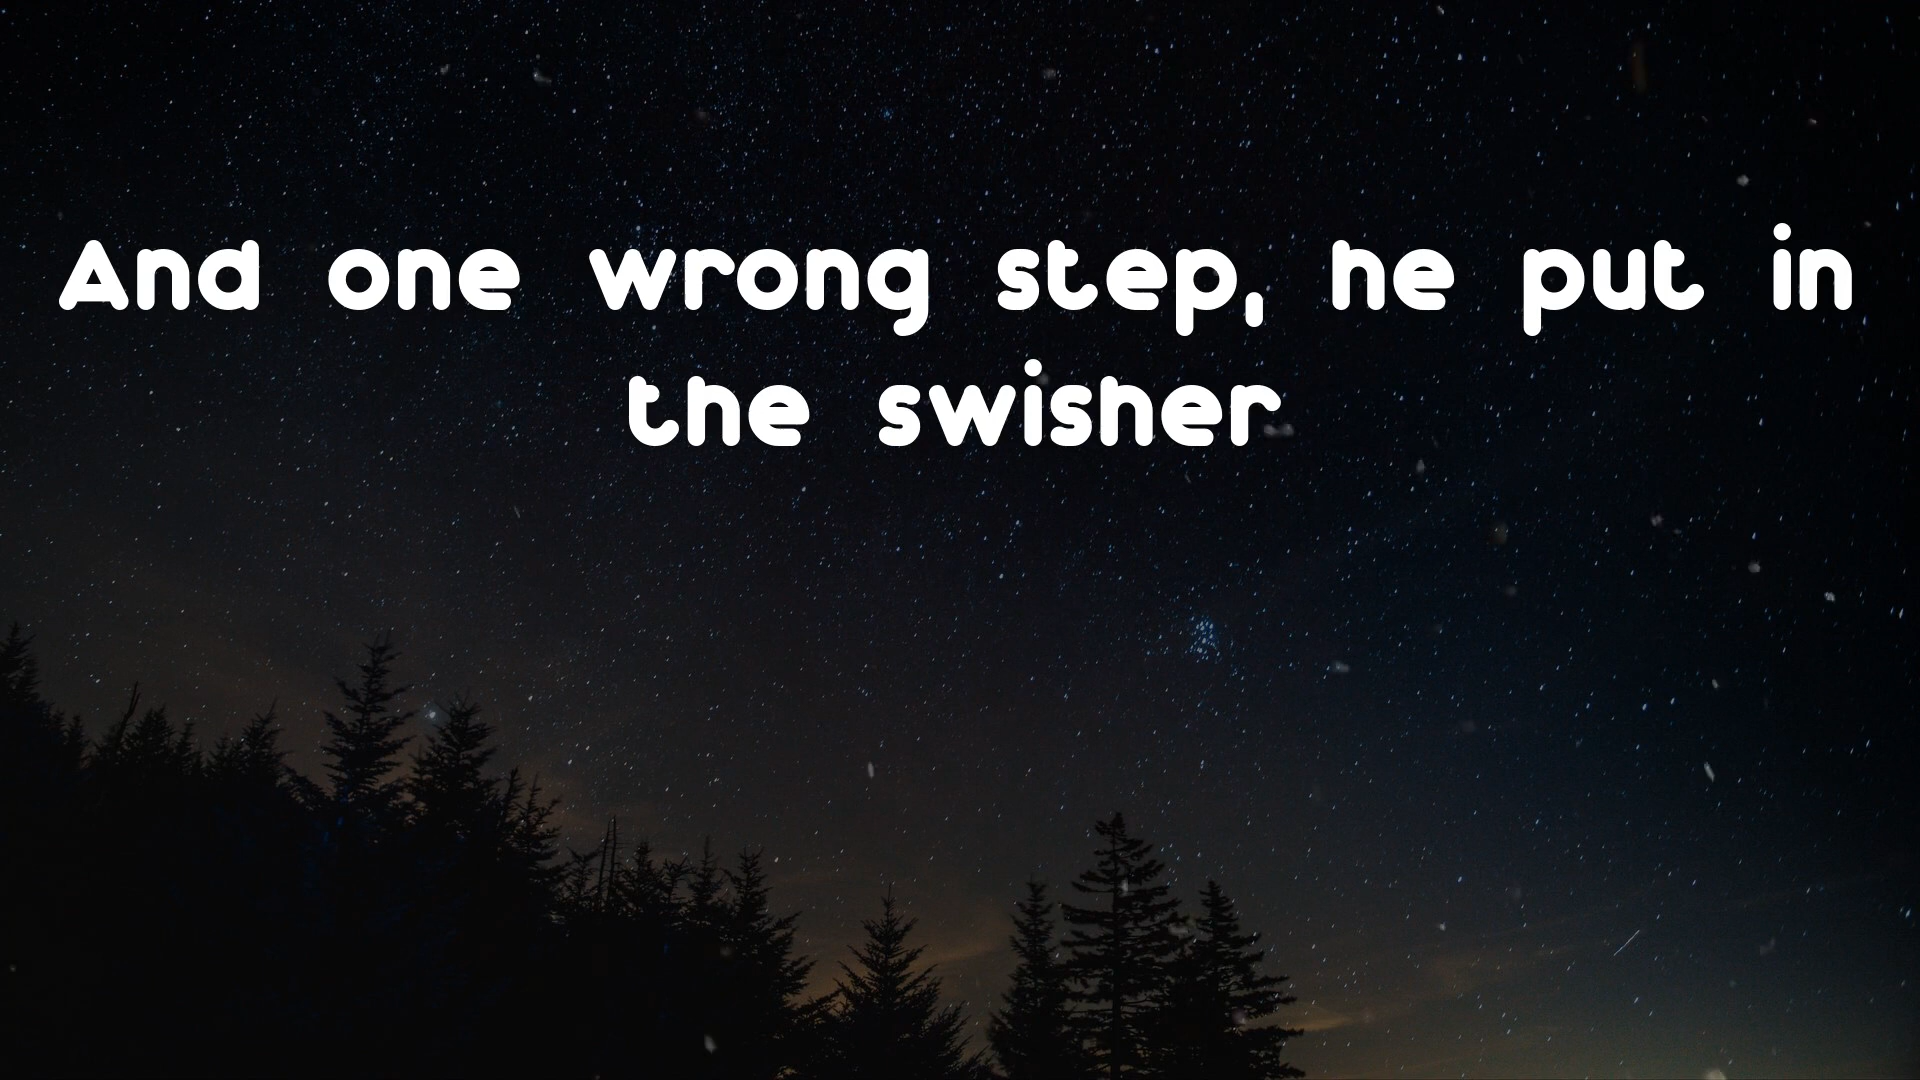 And one wrong step, he put in
the swisher